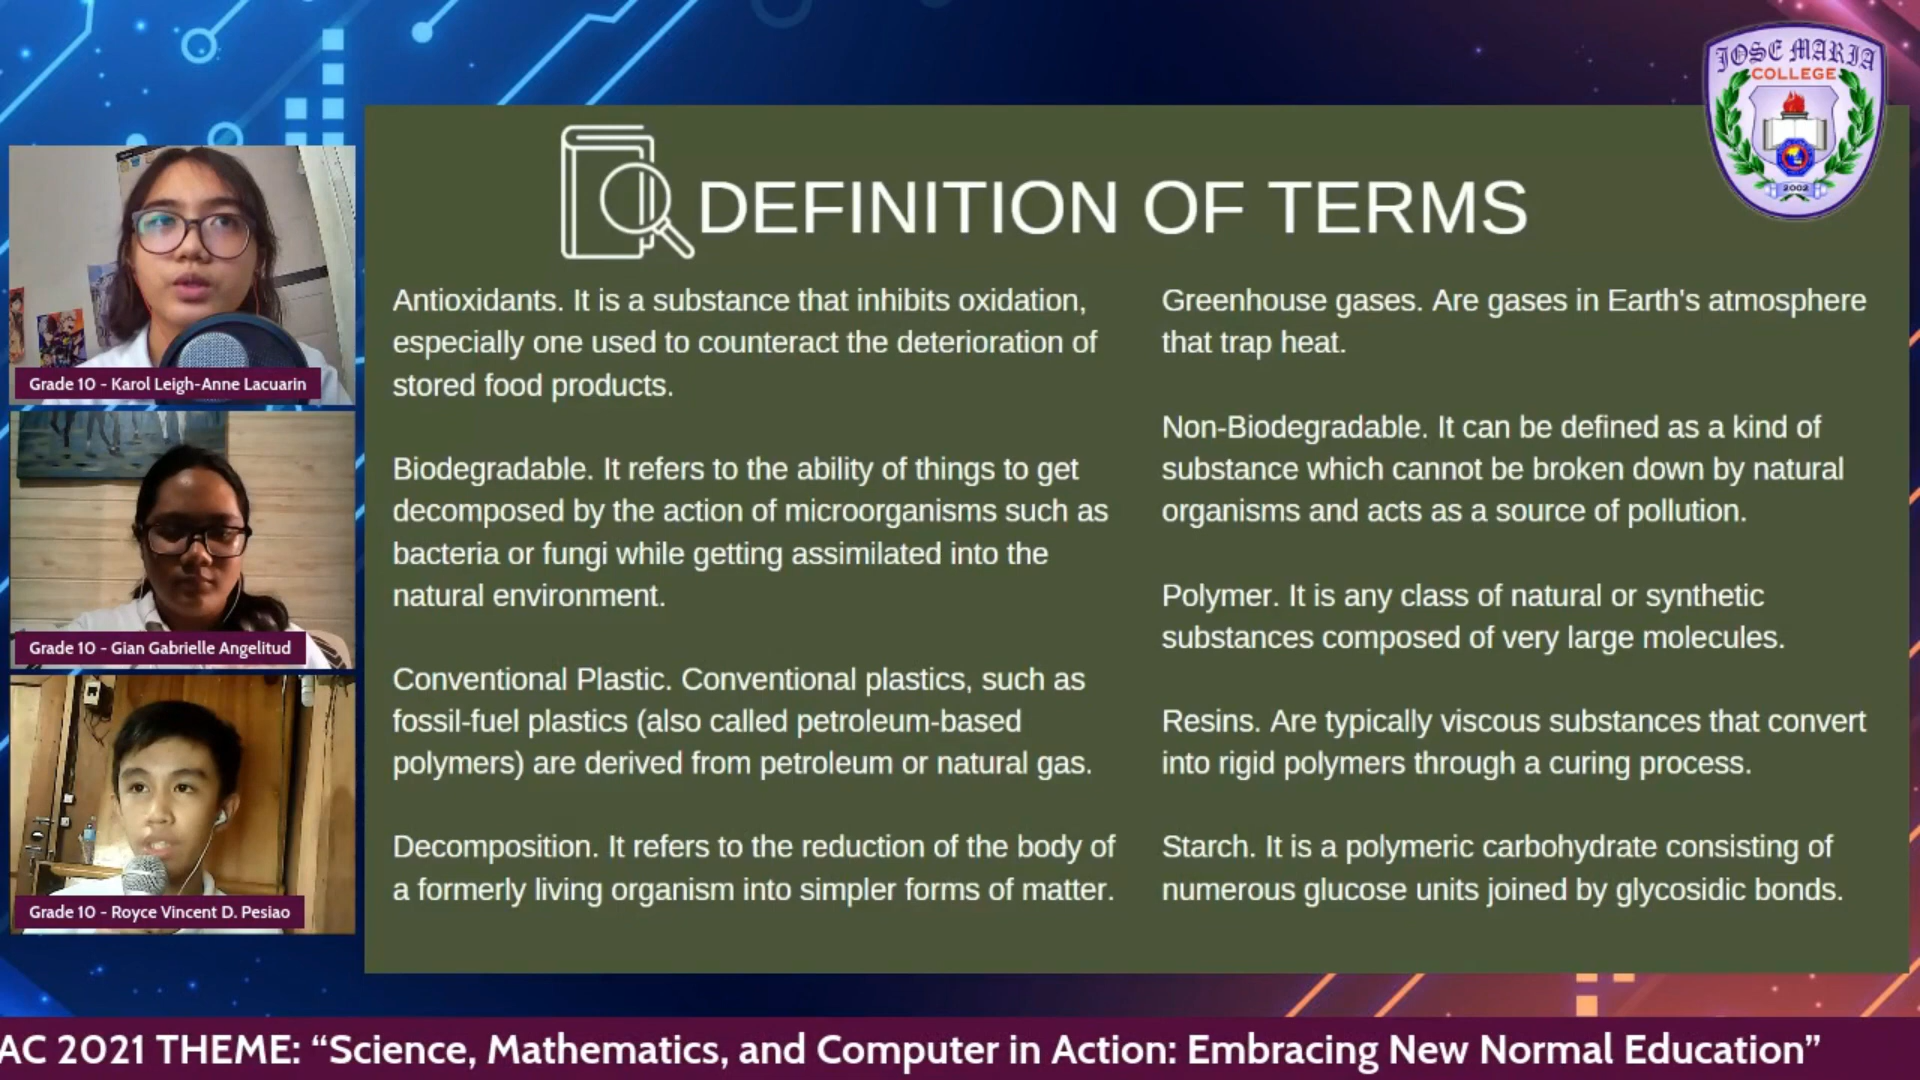 JOSE MARIA
COLLEGE
2002
DEFINITION OF TERMS
Antioxidants. It is a substance that inhibits oxidation,
especially one used to counteract the deterioration of
stored food products.
Biodegradable. It refers to the ability of things to get
decomposed by the action of microorganisms such as
bacteria or fungi while getting assimilated into the
natural environment.
Conventional Plastic. Conventional plastics, such as
fossil-fuel plastics (also called petroleum-based
polymers) are derived from petroleum or natural gas.
Decomposition. It refers to the reduction of the body of
a formerly living organism into simpler forms of matter.
Greenhouse gases. Are gases in Earth's atmosphere
that trap heat.
Non-Biodegradable. It can be defined as a kind of
substance which cannot be broken down by natural
organisms and acts as a source of pollution.
Polymer. It is any class of natural or synthetic
substances composed of very large molecules.
Resins. Are typically viscous substances that convert
into rigid polymers through a curing process.
Starch. It is a polymeric carbohydrate consisting of
numerous glucose units joined by glycosidic bonds.
Grade 10 - Karol Leigh-Anne Lacuarin
Grade 10 - Gian Gabrielle Angelitud
Grade 10 - Royce Vincent D. Pesiao
AC 2021 THEME: “Science, Mathematics, and Computer in Action: Embracing New Normal Education”